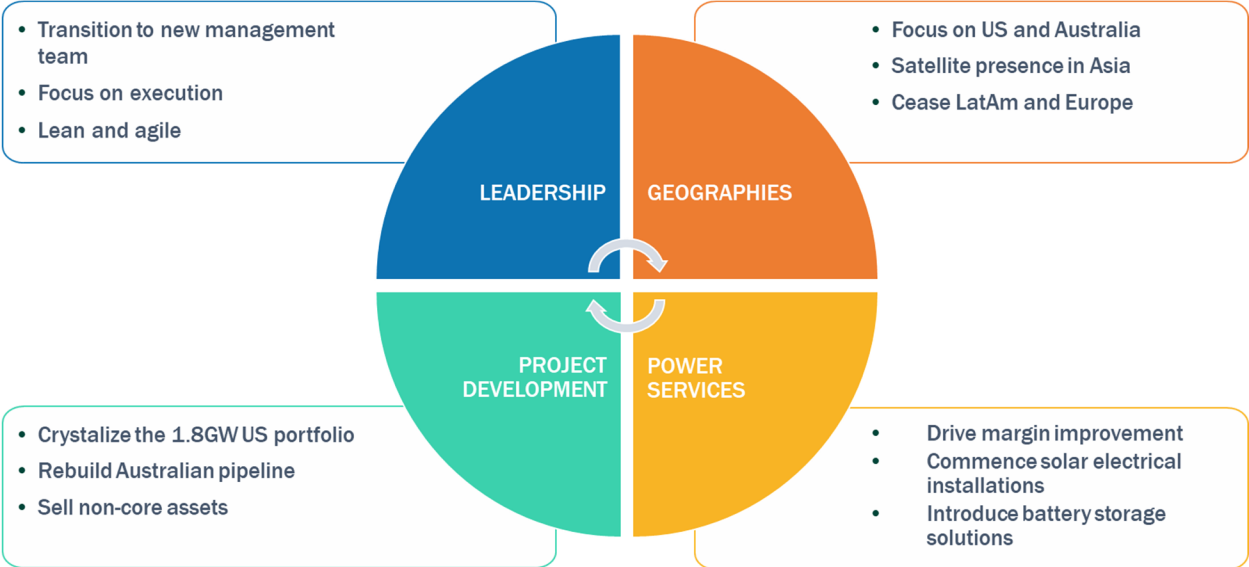 • Transition to new management
team
• Focus on execution
• Lean and agile
• Focus on US and Australia
• Satellite presence in Asia
• Cease LatAm and Europe
LEADERSHIP
GEOGRAPHIES
PROJECT
DEVELOPMENT
POWER
SERVICES
• Crystalize the 1.8GW US portfolio
• Rebuild Australian pipeline
• Sell non-core assets
• Drive margin improvement
• Commence solar electrical
installations
• Introduce battery storage
solutions